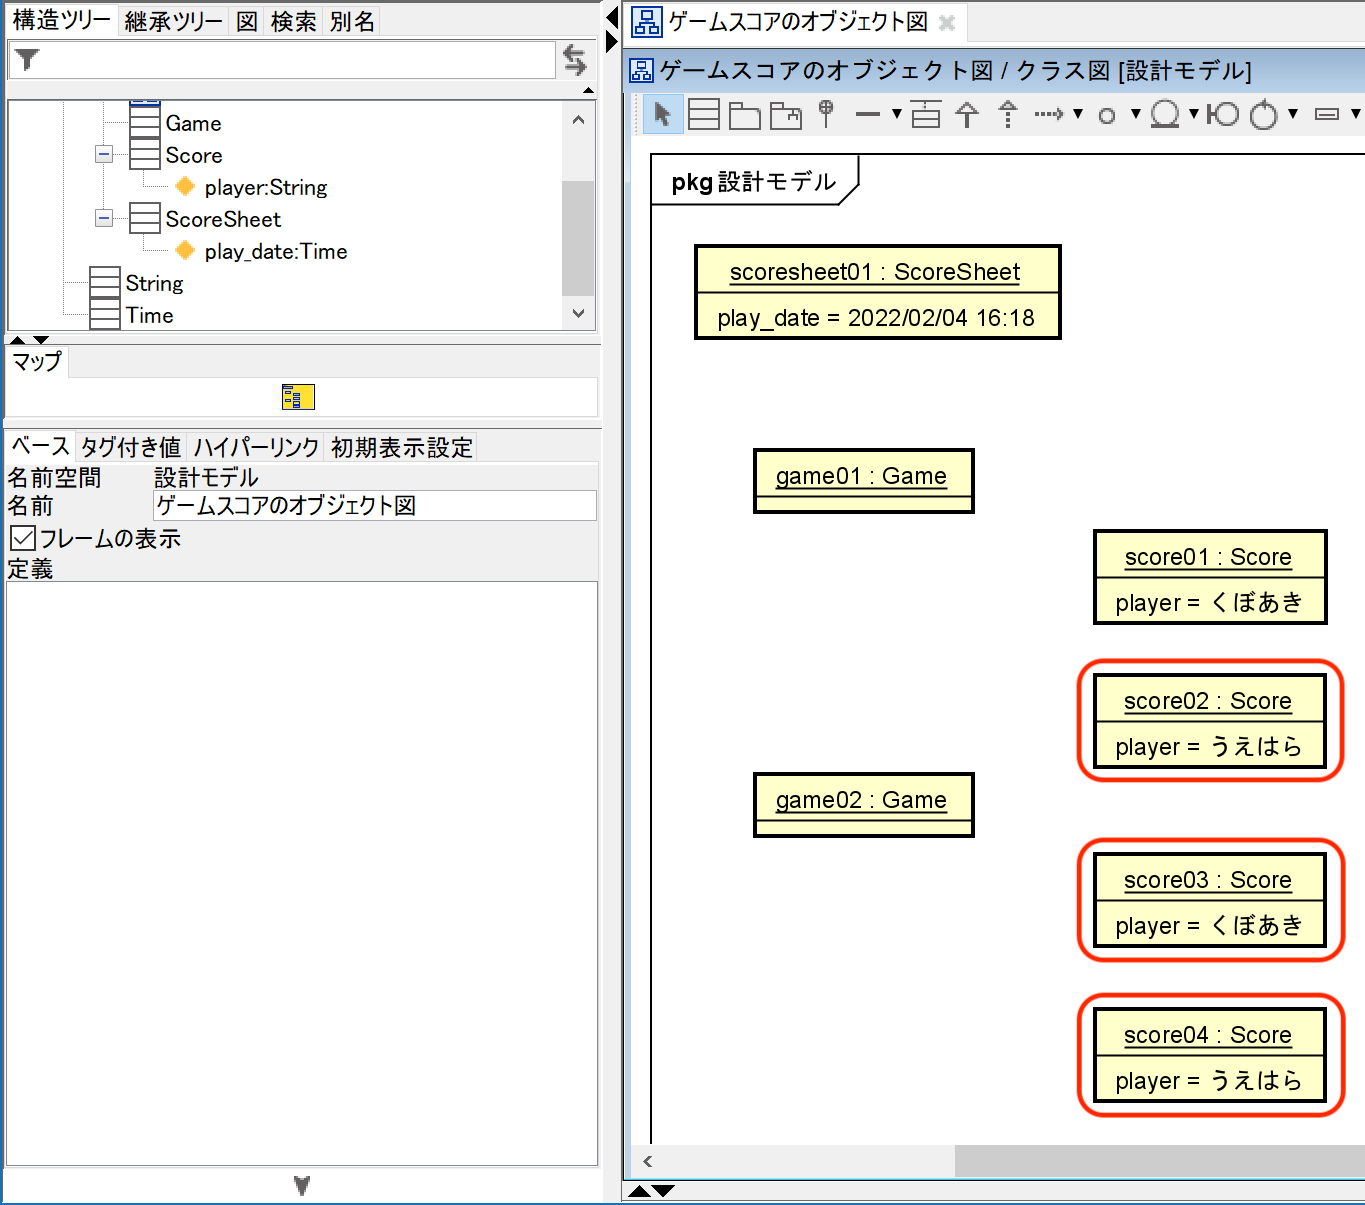 構造ツリー 継承ツリー 図 検索 別名
Game
Score
player:String
ScoreSheet
play_date:Time
String
Time
マップ
ベース タグ付き値 ハイパーリンク 初期表示設定
名前空間 設計モデル
名前 ゲームスコアのオブジェクト図
フレームの表示
定義
ゲームスコアのオブジェクト図
ゲームスコアのオブジェクト図 / クラス図 [設計モデル]
pkg 設計モデル
scoresheet01 : ScoreSheet
play_date = 2022/02/04 16:18
game01 : Game
score01 : Score
player = くぼあき
score02 : Score
player = うえはら
game02 : Game
score03 : Score
player = くぼあき
score04 : Score
player = うえはら